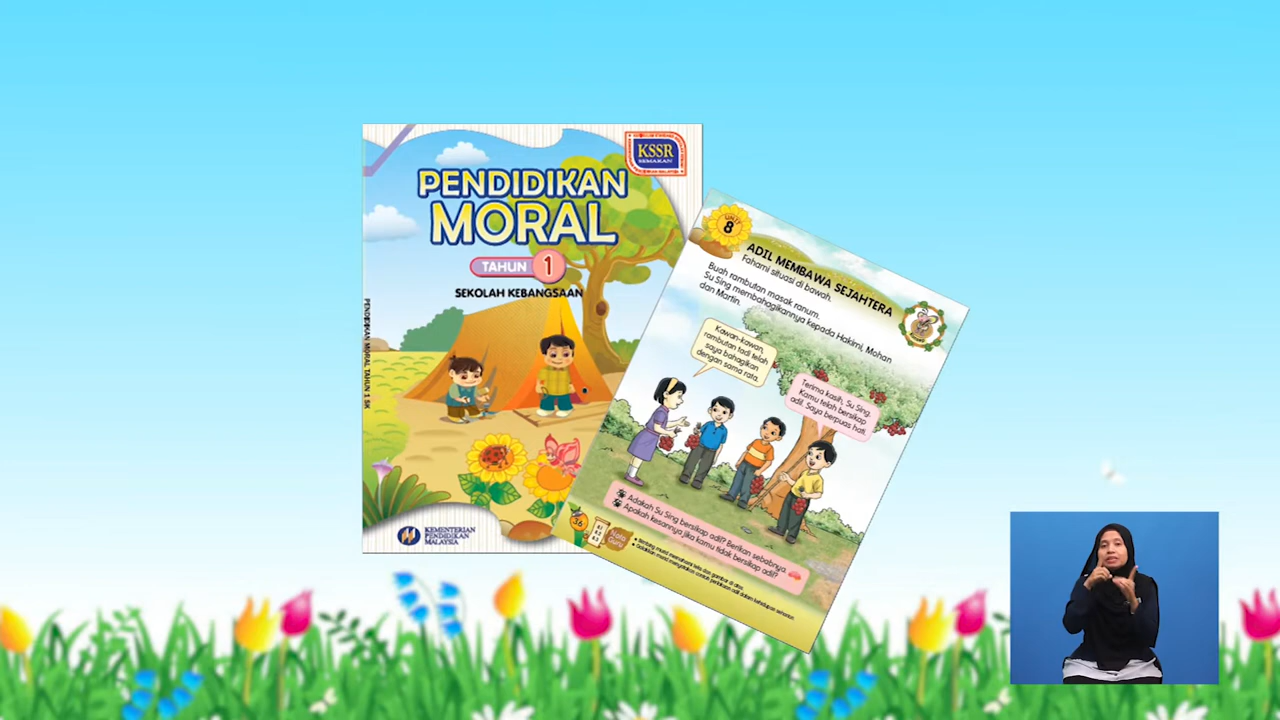 KSSR
SEMAKAN
PENDIDIKAN
MORAL
TAHUN 1
SEKOLAH KEBANGSAAN
PENDIDIKAN MORAL TAHUN 1 SK
KEMENTERIAN
PENDIDIKAN
MALAYSIA
UNIT
8
ADIL MEMBAWA SEJAHTERA
Fahami situasi di bawah.
Buah rambutan masak ranum.
Su Sing membahagikannya kepada Hakimi, Mohan
dan Martin.
Kawan-kawan,
rambutan tadi telah
saya bahagikan
dengan sama rata.
Terima kasih, Su Sing.
Kamu telah bersikap
adil. Saya berpuas hati.
Adakah Su Sing bersikap adil? Berikan sebabnya.
Apakah kesannya jika kamu tidak bersikap adil?
36
Nota
Guru